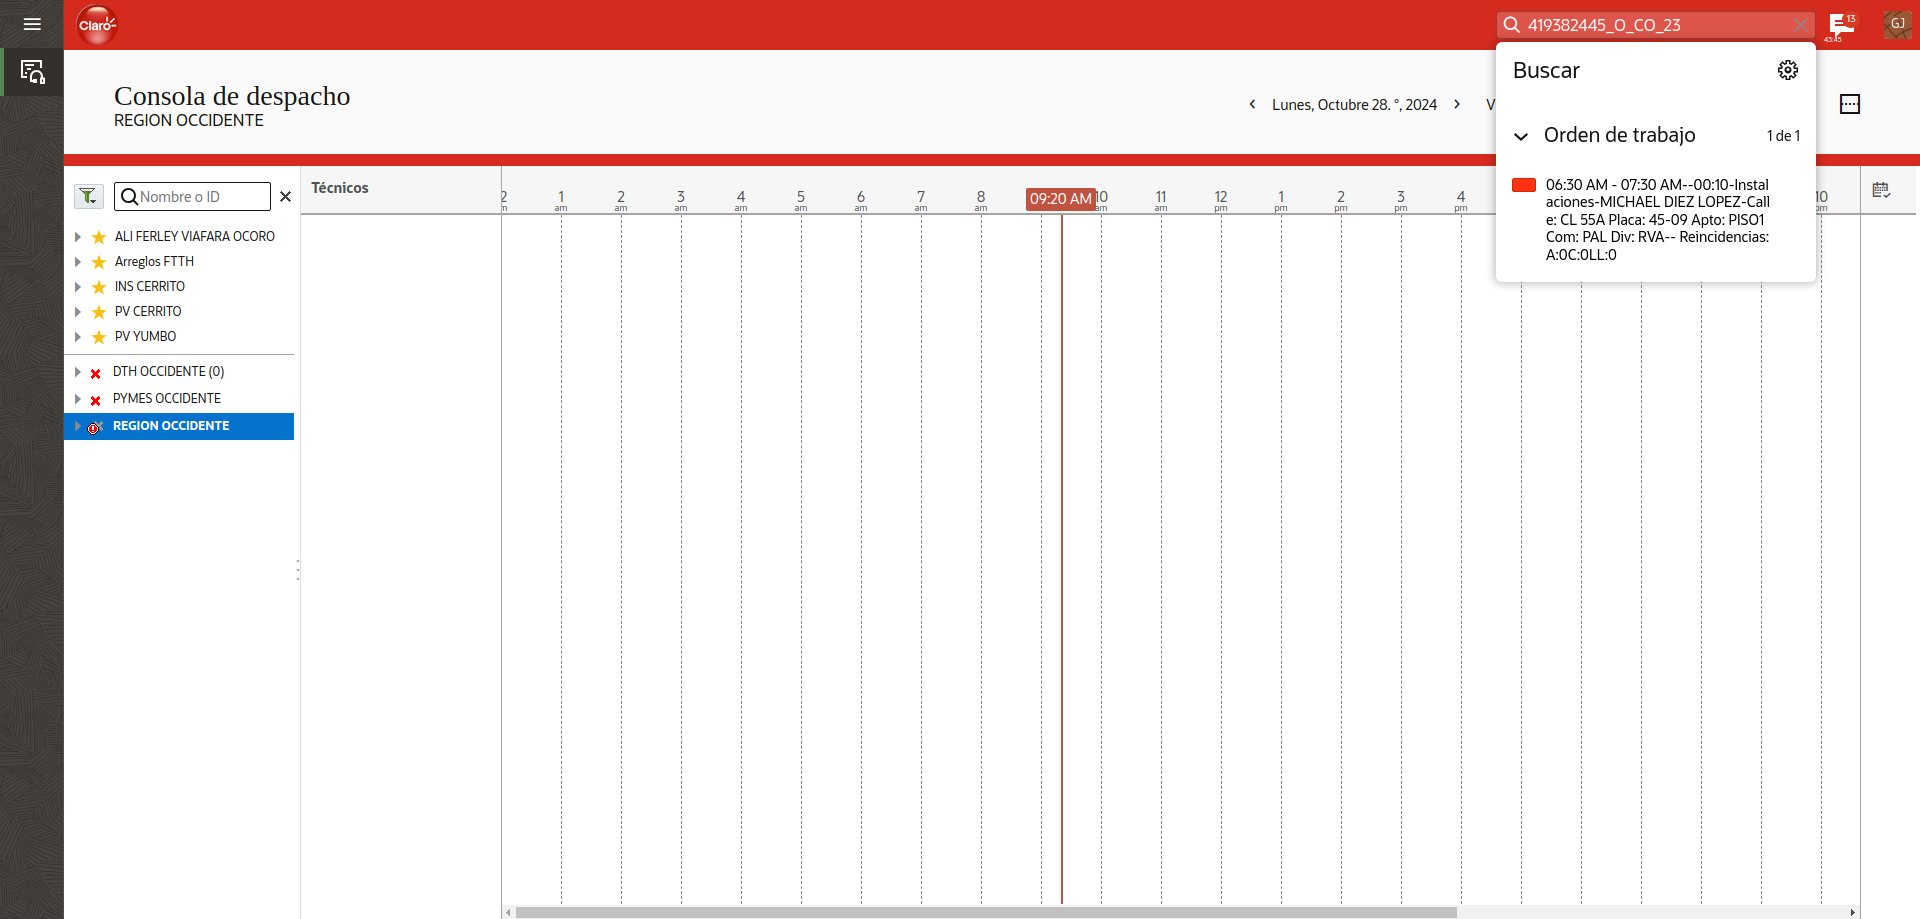 Claro
419382445_O_CO_23
13
43:45
GJ
Buscar
Orden de trabajo
1 de 1
06:30 AM - 07:30 AM--00:10-Instal
aciones-MICHAEL DIEZ LOPEZ-Call
e: CL 55A Placa: 45-09 Apto: PISO1
Com: PAL Div: RVA-- Reincidencias:
A:0C:0LL:0
Consola de despacho
REGION OCCIDENTE
Lunes, Octubre 28. °, 2024
V
Nombre o ID
Técnicos
2 1 2 3 4 5 6 7 8 09:20 AM 10 11 12 1 2 3 4 10
m am am am am am am am am am am pm pm pm pm pm pm
ALI FERLEY VIAFARA OCORO
Arreglos FTTH
INS CERRITO
PV CERRITO
PV YUMBO
DTH OCCIDENTE (0)
PYMES OCCIDENTE
REGION OCCIDENTE